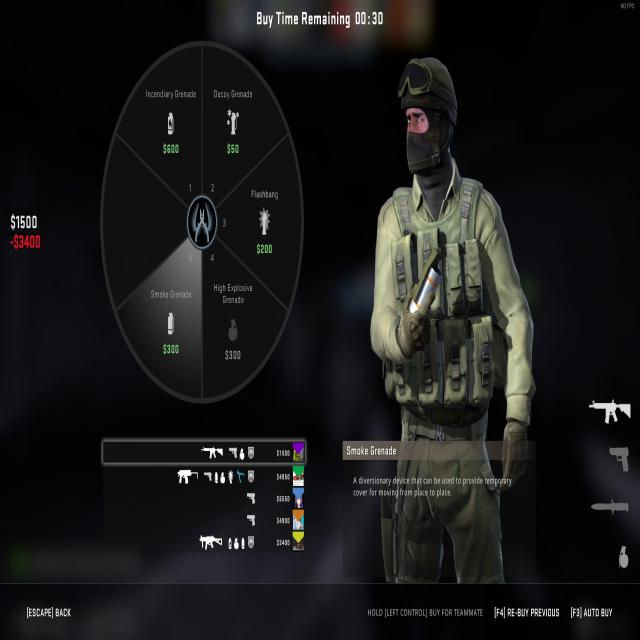 Buy Time Remaining 00:30
Incendiary Grenade
$600
Decoy Grenade
$50
1
2
Flashbang
$200
3
$1500
-$3400
5
4
Smoke Grenade
$300
High Explosive
Grenade
$300
$1500
$4950
$5550
$4900
$3400
Smoke Grenade
A diversionary device that can be used to provide temporary
cover for moving from place to place.
[ESCAPE] BACK
HOLD [LEFT CONTROL] BUY FOR TEAMMATE
[F4] RE-BUY PREVIOUS
[F3] AUTO BUY